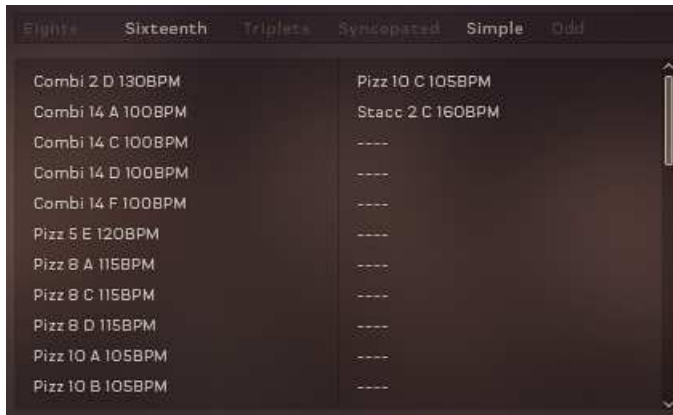 Eights Sixteenth Triplets Syncopated Simple Odd
Combi 2 D 130BPM
Combi 14 A 100BPM
Combi 14 C 100BPM
Combi 14 D 100BPM
Combi 14 F 100BPM
Pizz 5 E 120BPM
Pizz 8 A 115BPM
Pizz 8 C 115BPM
Pizz 8 D 115BPM
Pizz 10 A 105BPM
Pizz 10 B 105BPM
Pizz 10 C 105BPM
Stacc 2 C 160BPM
----
----
----
----
----
----
----
----
----